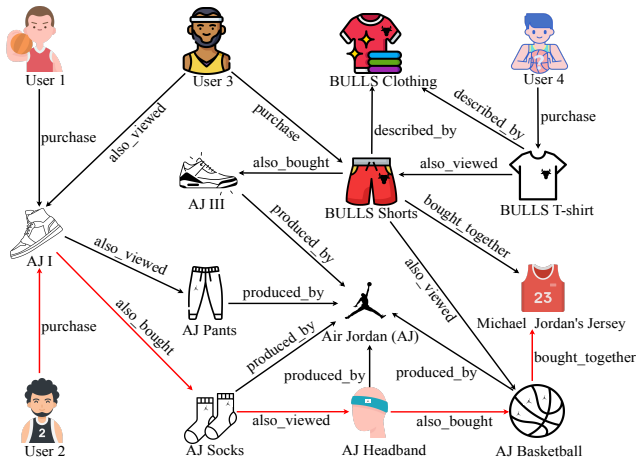 User 1
User 3
BULLS Clothing
User 4
purchase
also_viewed
purchase
described_by
described_by
purchase
also_bought
also_viewed
AJ III
BULLS Shorts
BULLS T-shirt
AJ I
also_viewed
produced_by
bought_together
also_viewed
23
AJ Pants
produced_by
Air Jordan (AJ)
Michael Jordan's Jersey
purchase
also_bought
produced_by
produced_by
produced_by
bought_together
2
also_viewed
also_bought
User 2
AJ Socks
AJ Headband
AJ Basketball